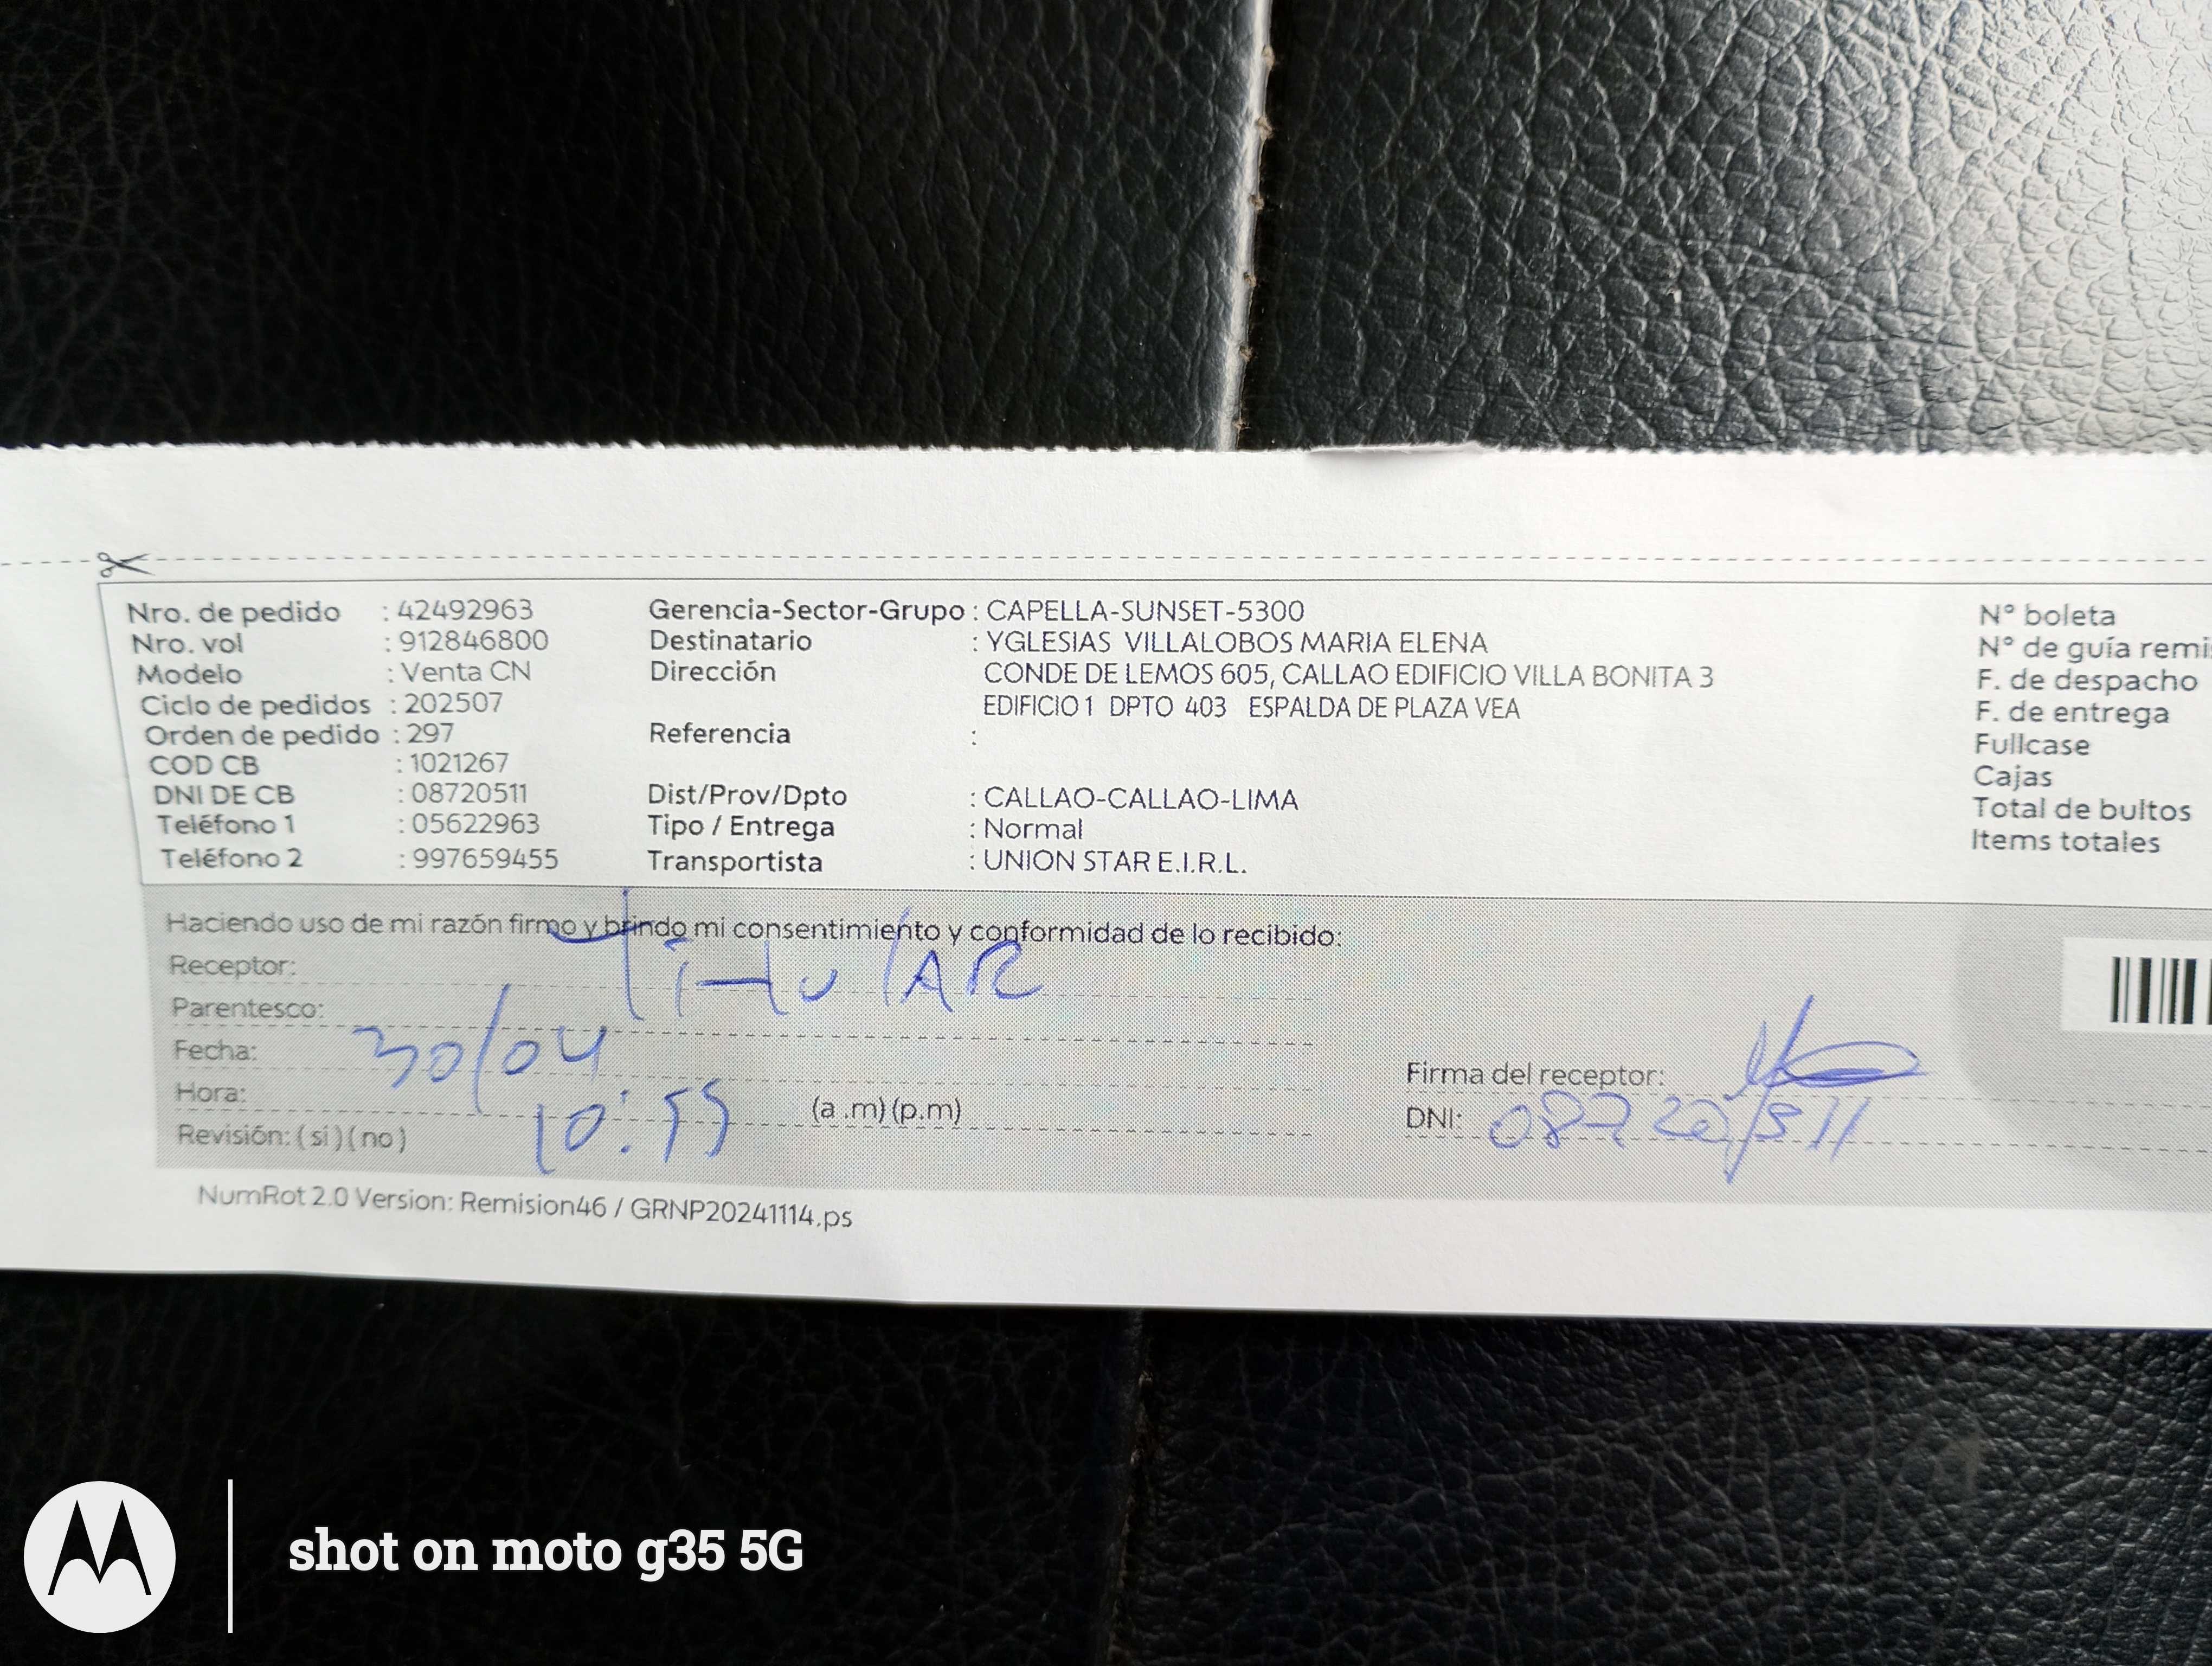 Nro. de pedido : 42492963
Nro. vol : 912846800
Modelo : Venta CN
Ciclo de pedidos : 202507
Orden de pedido : 297
COD CB : 1021267
DNI DE CB : 08720511
Teléfono 1 : 05622963
Teléfono 2 : 997659455
Gerencia-Sector-Grupo : CAPELLA-SUNSET-5300
Destinatario : YGLESIAS VILLALOBOS MARIA ELENA
Dirección CONDE DE LEMOS 605, CALLAO EDIFICIO VILLA BONITA 3
EDIFICIO 1 DPTO 403 ESPALDA DE PLAZA VEA
Referencia :
Dist/Prov/Dpto : CALLAO-CALLAO-LIMA
Tipo / Entrega : Normal
Transportista : UNION STAR E.I.R.L.
N° boleta
N° de guía remi
F. de despacho
F. de entrega
Fullcase
Cajas
Total de bultos
Items totales
Haciendo uso de mi razón firmo y brindo mi consentimiento y conformidad de lo recibido:
Receptor: TiTulAR
Parentesco:
Fecha: 30/04
Hora: 10:55 (a .m) (p.m)
Revisión: ( si ) ( no )
Firma del receptor:
DNI: 08720511
NumRot 2.0 Version: Remision46 / GRNP20241114.ps
shot on moto g35 5G